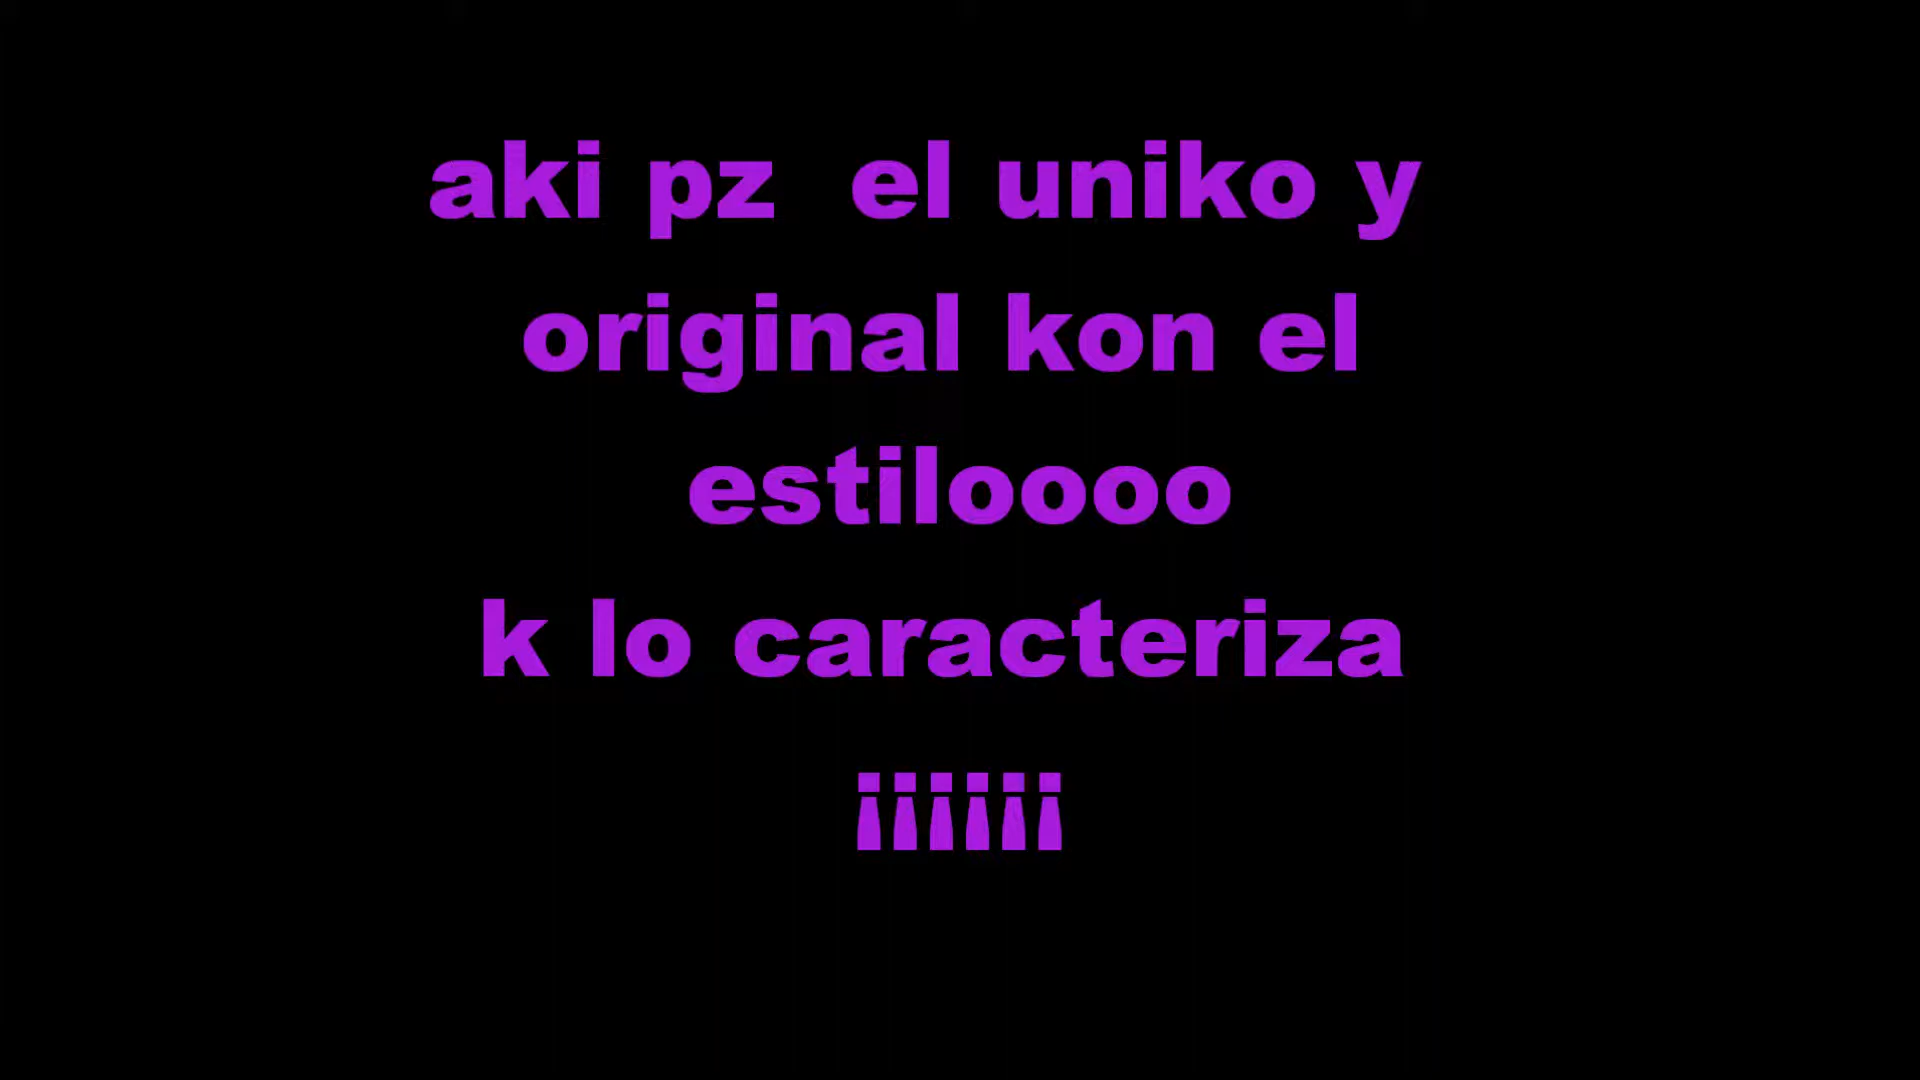 aki pz  el uniko y
original kon el
estiloooo
k lo caracteriza
¡¡¡¡¡¡